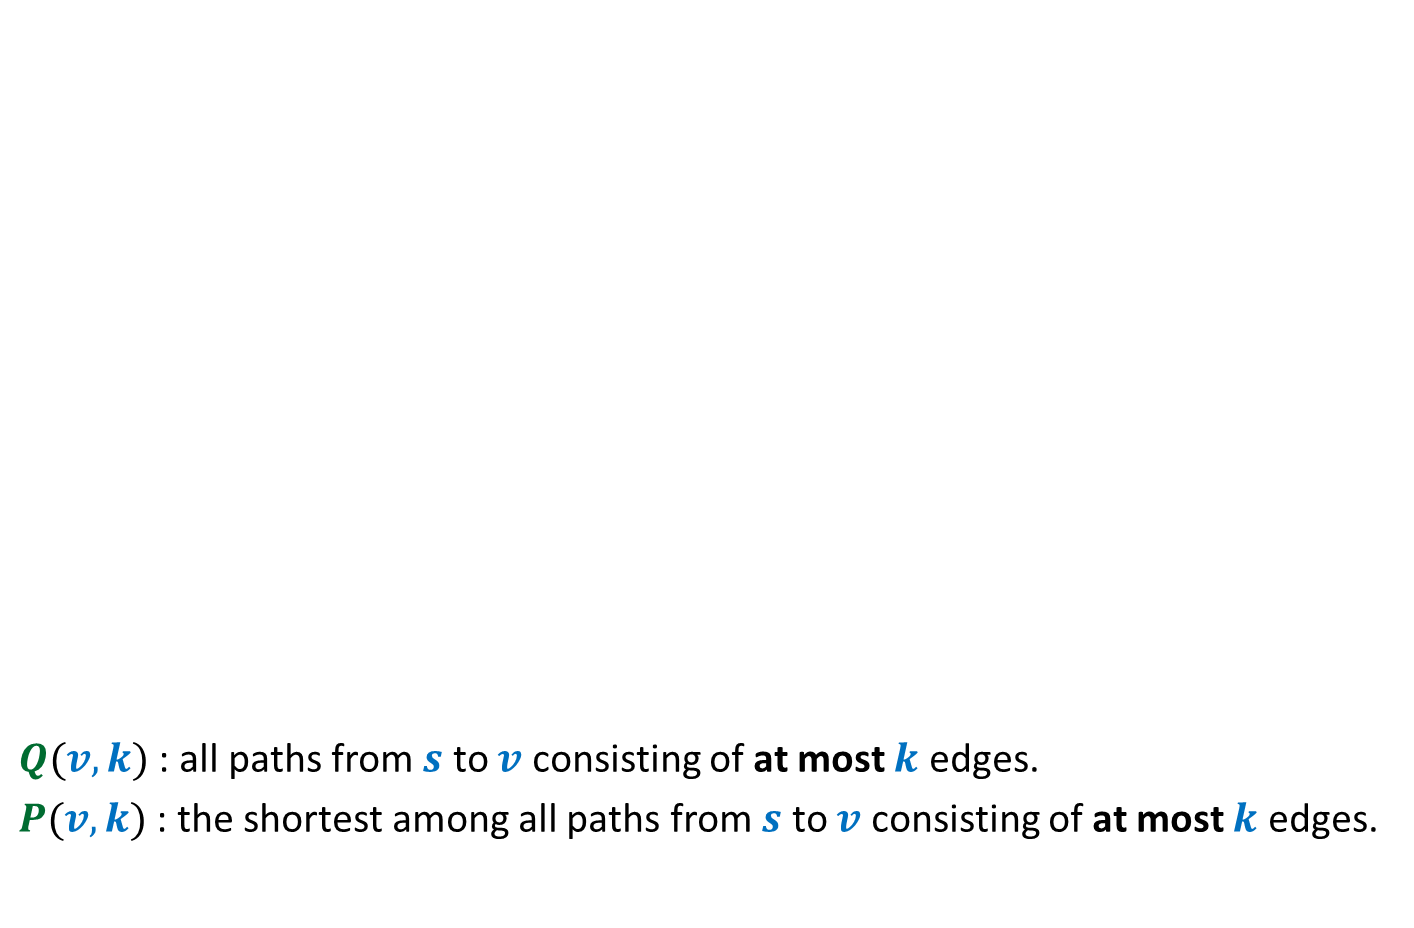 Q(v, k) : all paths from s to v consisting of at most k edges.
P(v, k) : the shortest among all paths from s to v consisting of at most k edges.